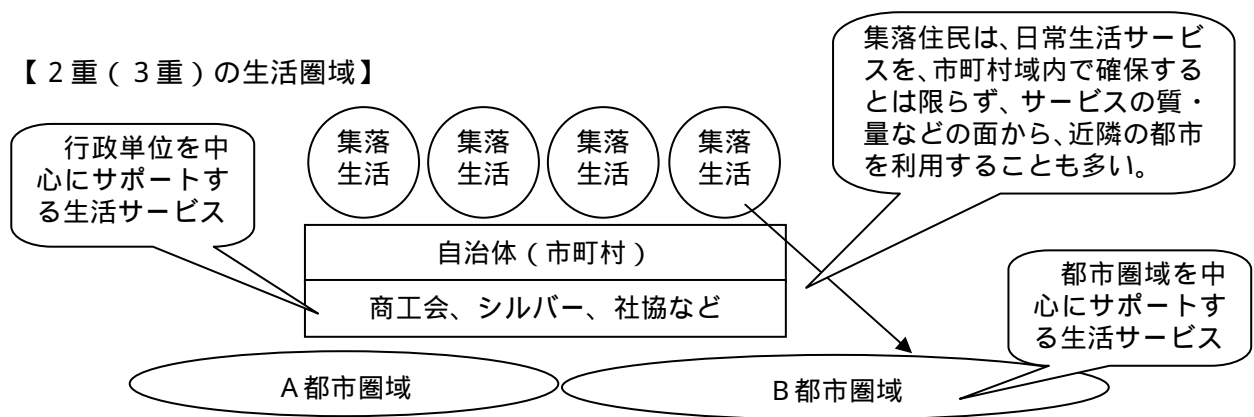 【２重（３重）の生活圏域】
集落住民は、日常生活サービ
スを、市町村域内で確保する
とは限らず、サービスの質・
量などの面から、近隣の都市
を利用することも多い。
行政単位を中
心にサポートす
る生活サービス
集落
生活
集落
生活
集落
生活
集落
生活
自治体（市町村）
商工会、シルバー、社協など
都市圏域を中
心にサポートす
る生活サービス
Ａ都市圏域
Ｂ都市圏域